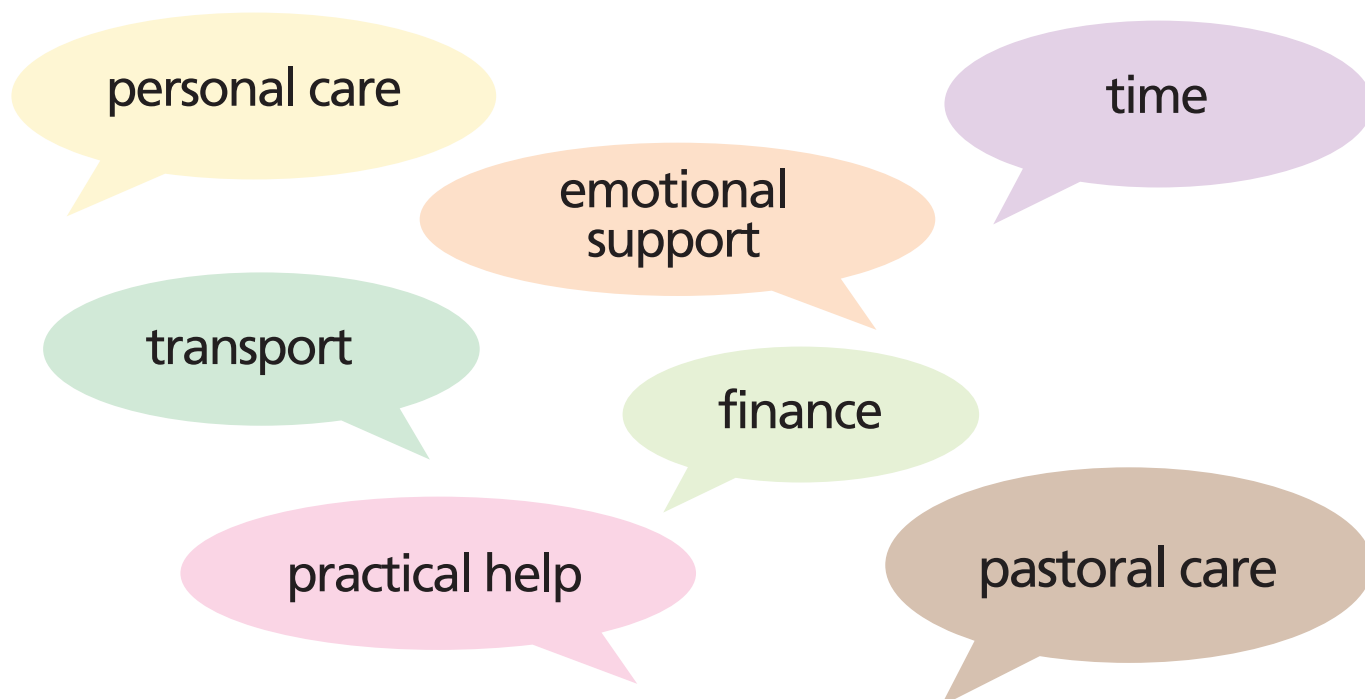 personal care
time
emotional
support
transport
finance
practical help
pastoral care